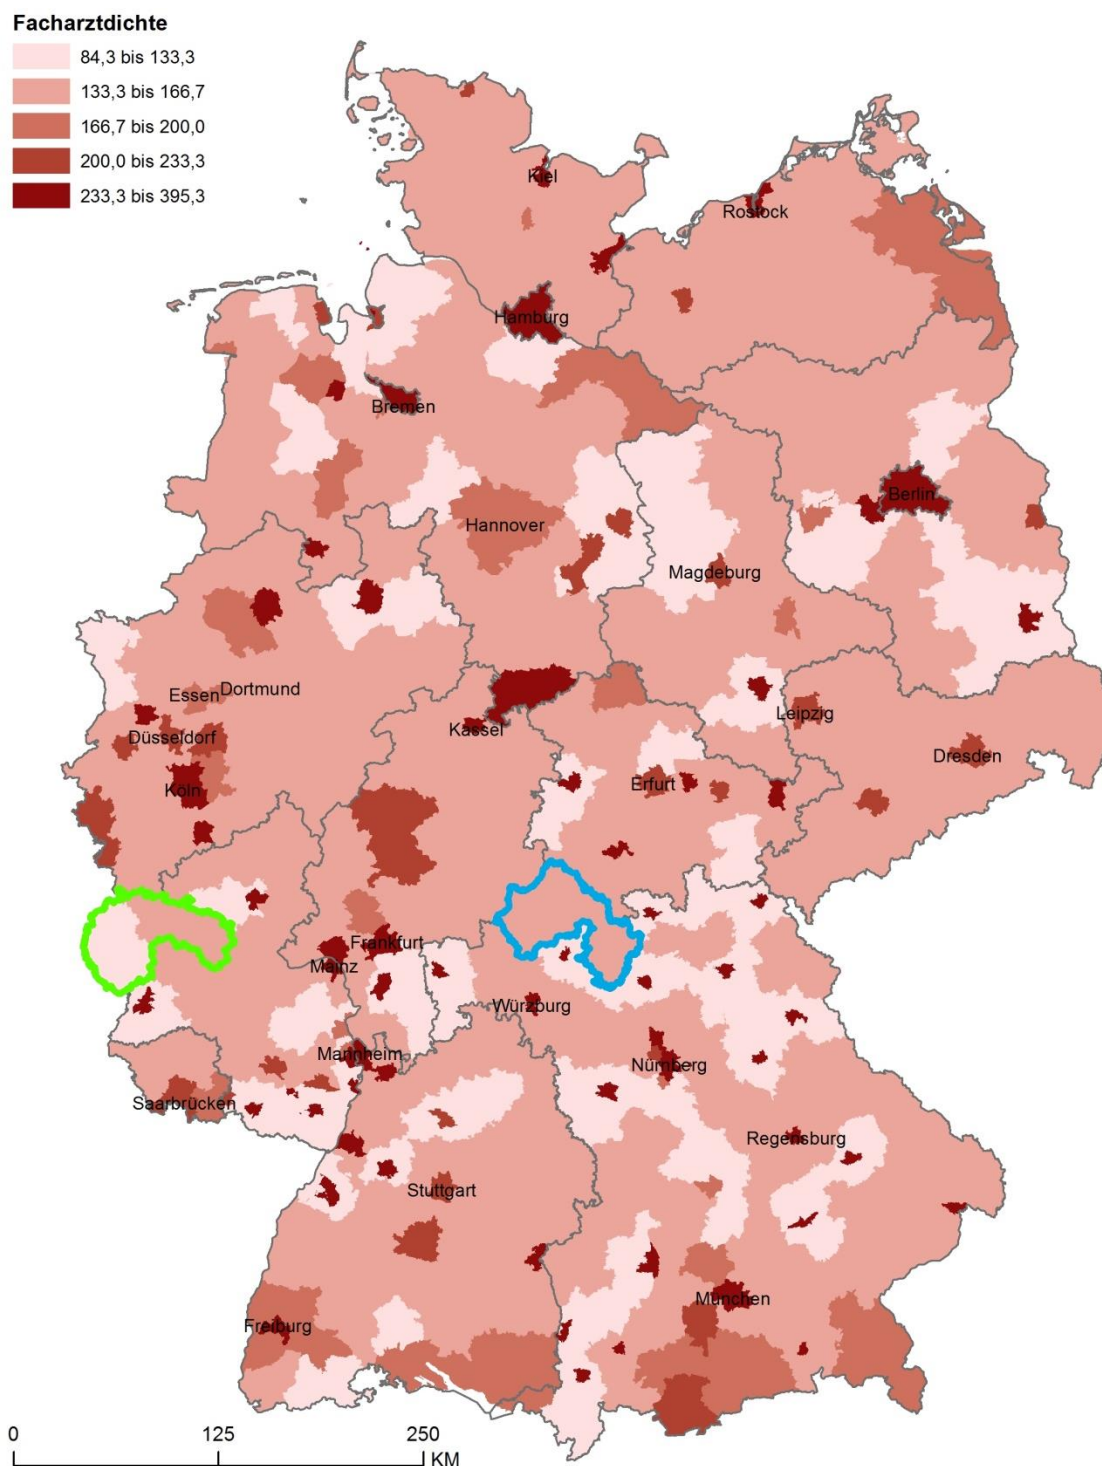 Facharztdichte
84,3 bis 133,3
133,3 bis 166,7
166,7 bis 200,0
200,0 bis 233,3
233,3 bis 395,3
Kiel
Rostock
Hamburg
Bremen
Berlin
Hannover
Magdeburg
Essen
Dortmund
Leipzig
Düsseldorf
Kassel
Dresden
Köln
Erfurt
Frankfurt
Mainz
Würzburg
Mannheim
Nürnberg
Saarbrücken
Regensburg
Stuttgart
München
Freiburg
0 125 250
KM